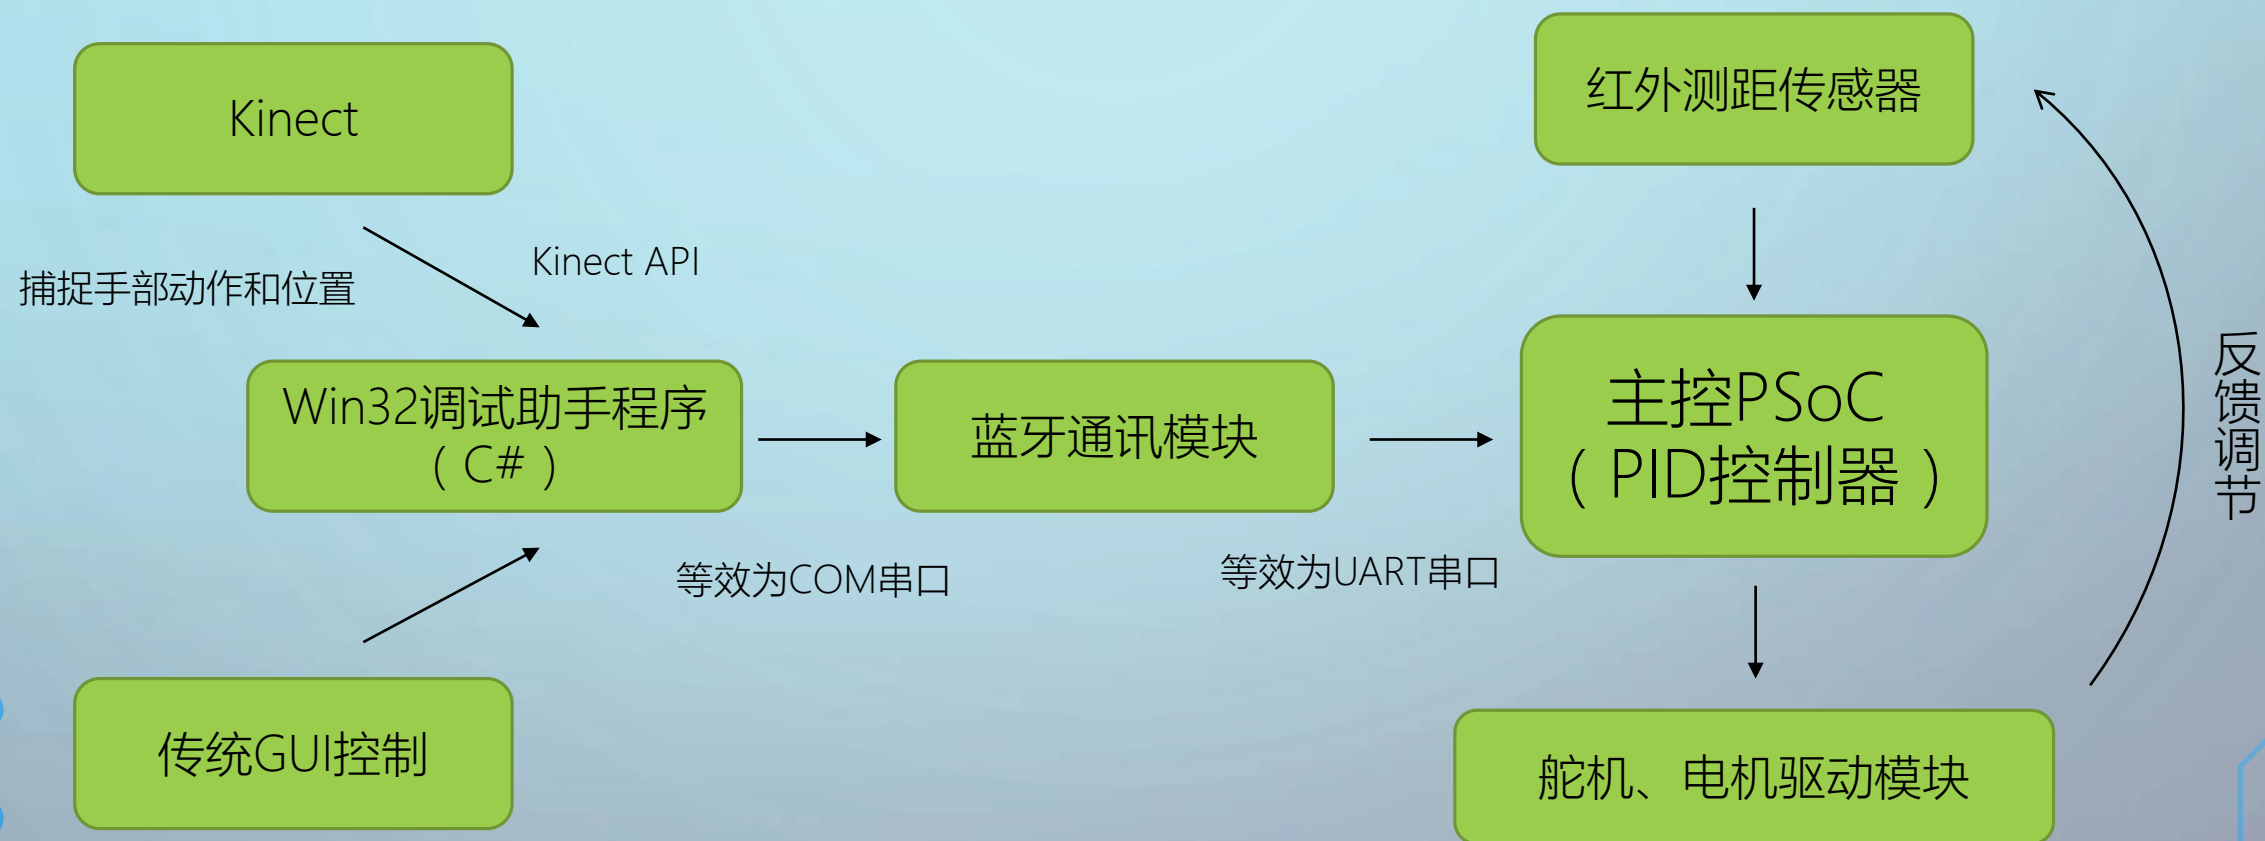 Kinect
红外测距传感器
Kinect API
捕捉手部动作和位置
Win32调试助手程序
（C#）
蓝牙通讯模块
主控PSoC
（PID控制器）
反馈调节
等效为COM串口
等效为UART串口
传统GUI控制
舵机、电机驱动模块